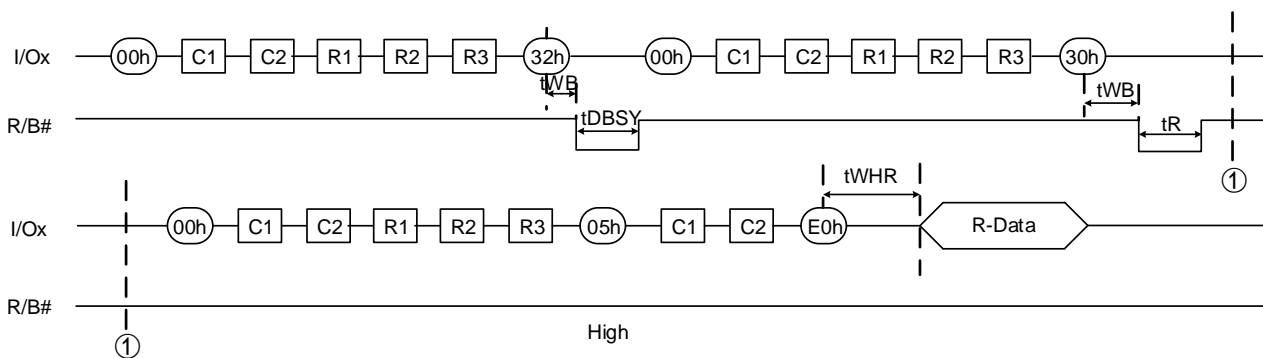 I/Ox 00h C1 C2 R1 R2 R3 32h 00h C1 C2 R1 R2 R3 30h
tWB tWB
R/B# tDBSY tR
①
tWHR
I/Ox 00h C1 C2 R1 R2 R3 05h C1 C2 E0h R-Data
R/B#
High
①